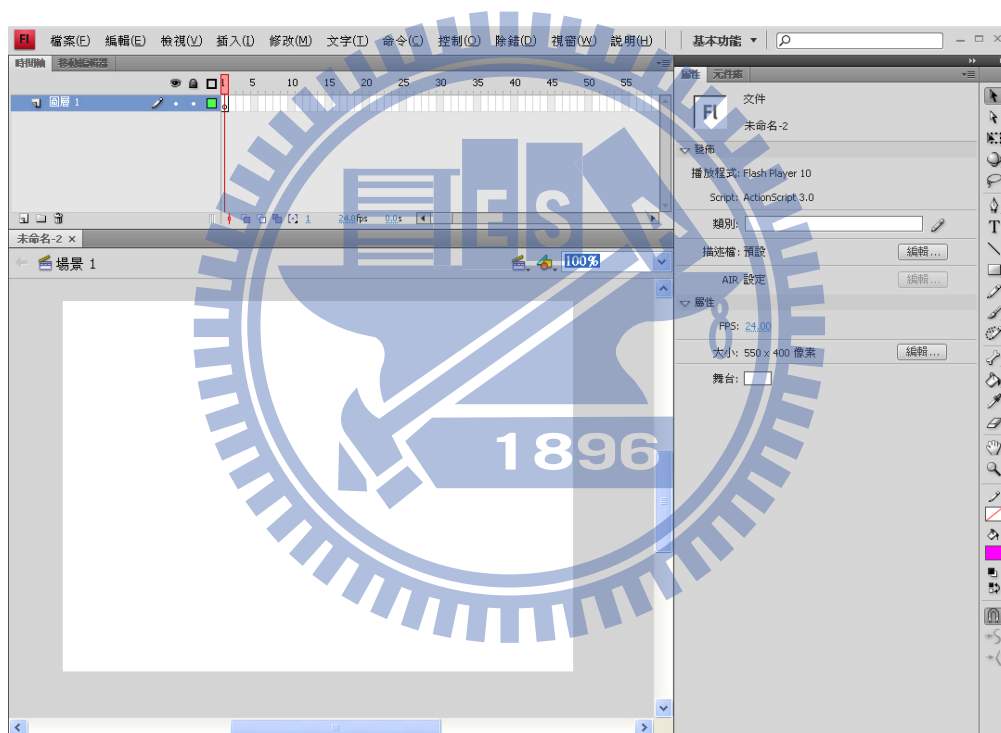 Fl 檔案(F) 編輯(E) 檢視(V) 插入(I) 修改(M) 文字(T) 命令(C) 控制(O) 除錯(D) 視窗(W) 說明(H) 基本功能
時間軸 移動編輯器
1 5 10 15 20 25 30 35 40 45 50 55
圖層 1
1 24.0fps 0.0s
未命名-2 ×
場景 1 100%
屬性 元件庫
Fl
文件
未命名-2
發佈
播放程式: Flash Player 10
Script: ActionScript 3.0
類別:
描述檔: 預設 編輯...
AIR 設定 編輯...
屬性
FPS: 24.00
大小: 550 x 400 像素 編輯...
舞台:
T
ESA
8
1896